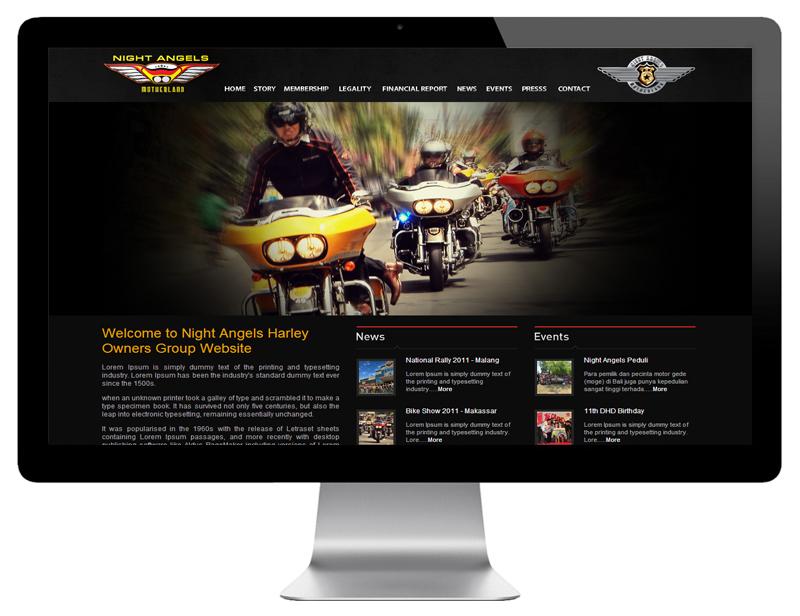 NIGHT ANGELS
MOTHERLAND
HOME STORY MEMBERSHIP LEGALITY FINANCIAL REPORT NEWS EVENTS PRESSS CONTACT
Welcome to Night Angels Harley
Owners Group Website
Lorem Ipsum is simply dummy text of the printing and typesetting
industry. Lorem Ipsum has been the industry's standard dummy text ever
since the 1500s.
when an unknown printer took a galley of type and scrambled it to make a
type specimen book. It has survived not only five centuries, but also the
leap into electronic typesetting, remaining essentially unchanged.
It was popularised in the 1960s with the release of Letraset sheets
containing Lorem Ipsum passages, and more recently with desktop
publishing software like Aldus PageMaker including versions of Lorem
News
National Rally 2011 - Malang
Lorem Ipsum is simply dummy text of
the printing and typesetting
industry.... More
Bike Show 2011 - Makassar
Lorem Ipsum is simply dummy text of
the printing and typesetting industry.
Lore.... More
Events
Night Angels Peduli
Para pemilik dan pecinta motor gede
(moge) di Bali juga punya kepedulian
sangat tinggi terhada.... More
11th DHD Birthday
Lorem Ipsum is simply dummy text of
the printing and typesetting industry.
Lore.... More